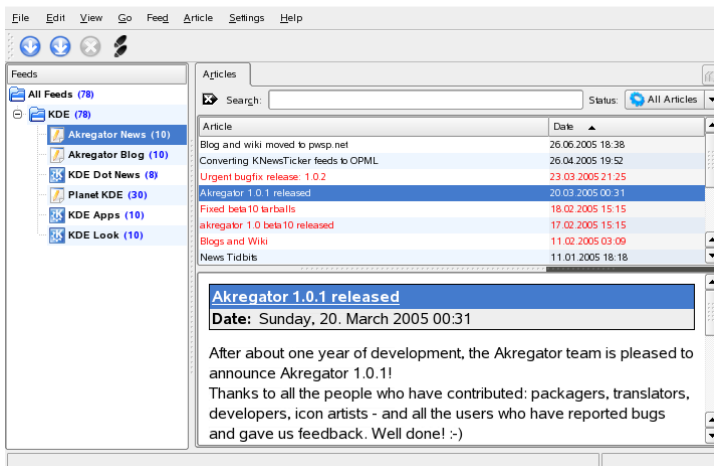 File Edit View Go Feed Article Settings Help
Feeds
All Feeds (78)
KDE (78)
Akregator News (10)
Akregator Blog (10)
KDE Dot News (8)
Planet KDE (30)
KDE Apps (10)
KDE Look (10)
Articles
Search: Status: All Articles
Article Date
Blog and wiki moved to pwsp.net 26.06.2005 18:38
Converting KNewsTicker feeds to OPML 26.04.2005 19:52
Urgent bugfix release: 1.0.2 23.03.2005 21:25
Akregator 1.0.1 released 20.03.2005 00:31
Fixed beta10 tarballs 18.02.2005 15:15
akregator 1.0 beta10 released 17.02.2005 15:15
Blogs and Wiki 11.02.2005 03:09
News Tidbits 11.01.2005 18:18
Akregator 1.0.1 released
Date: Sunday, 20. March 2005 00:31
After about one year of development, the Akregator team is pleased to
announce Akregator 1.0.1!
Thanks to all the people who have contributed: packagers, translators,
developers, icon artists - and all the users who have reported bugs
and gave us feedback. Well done! :-)